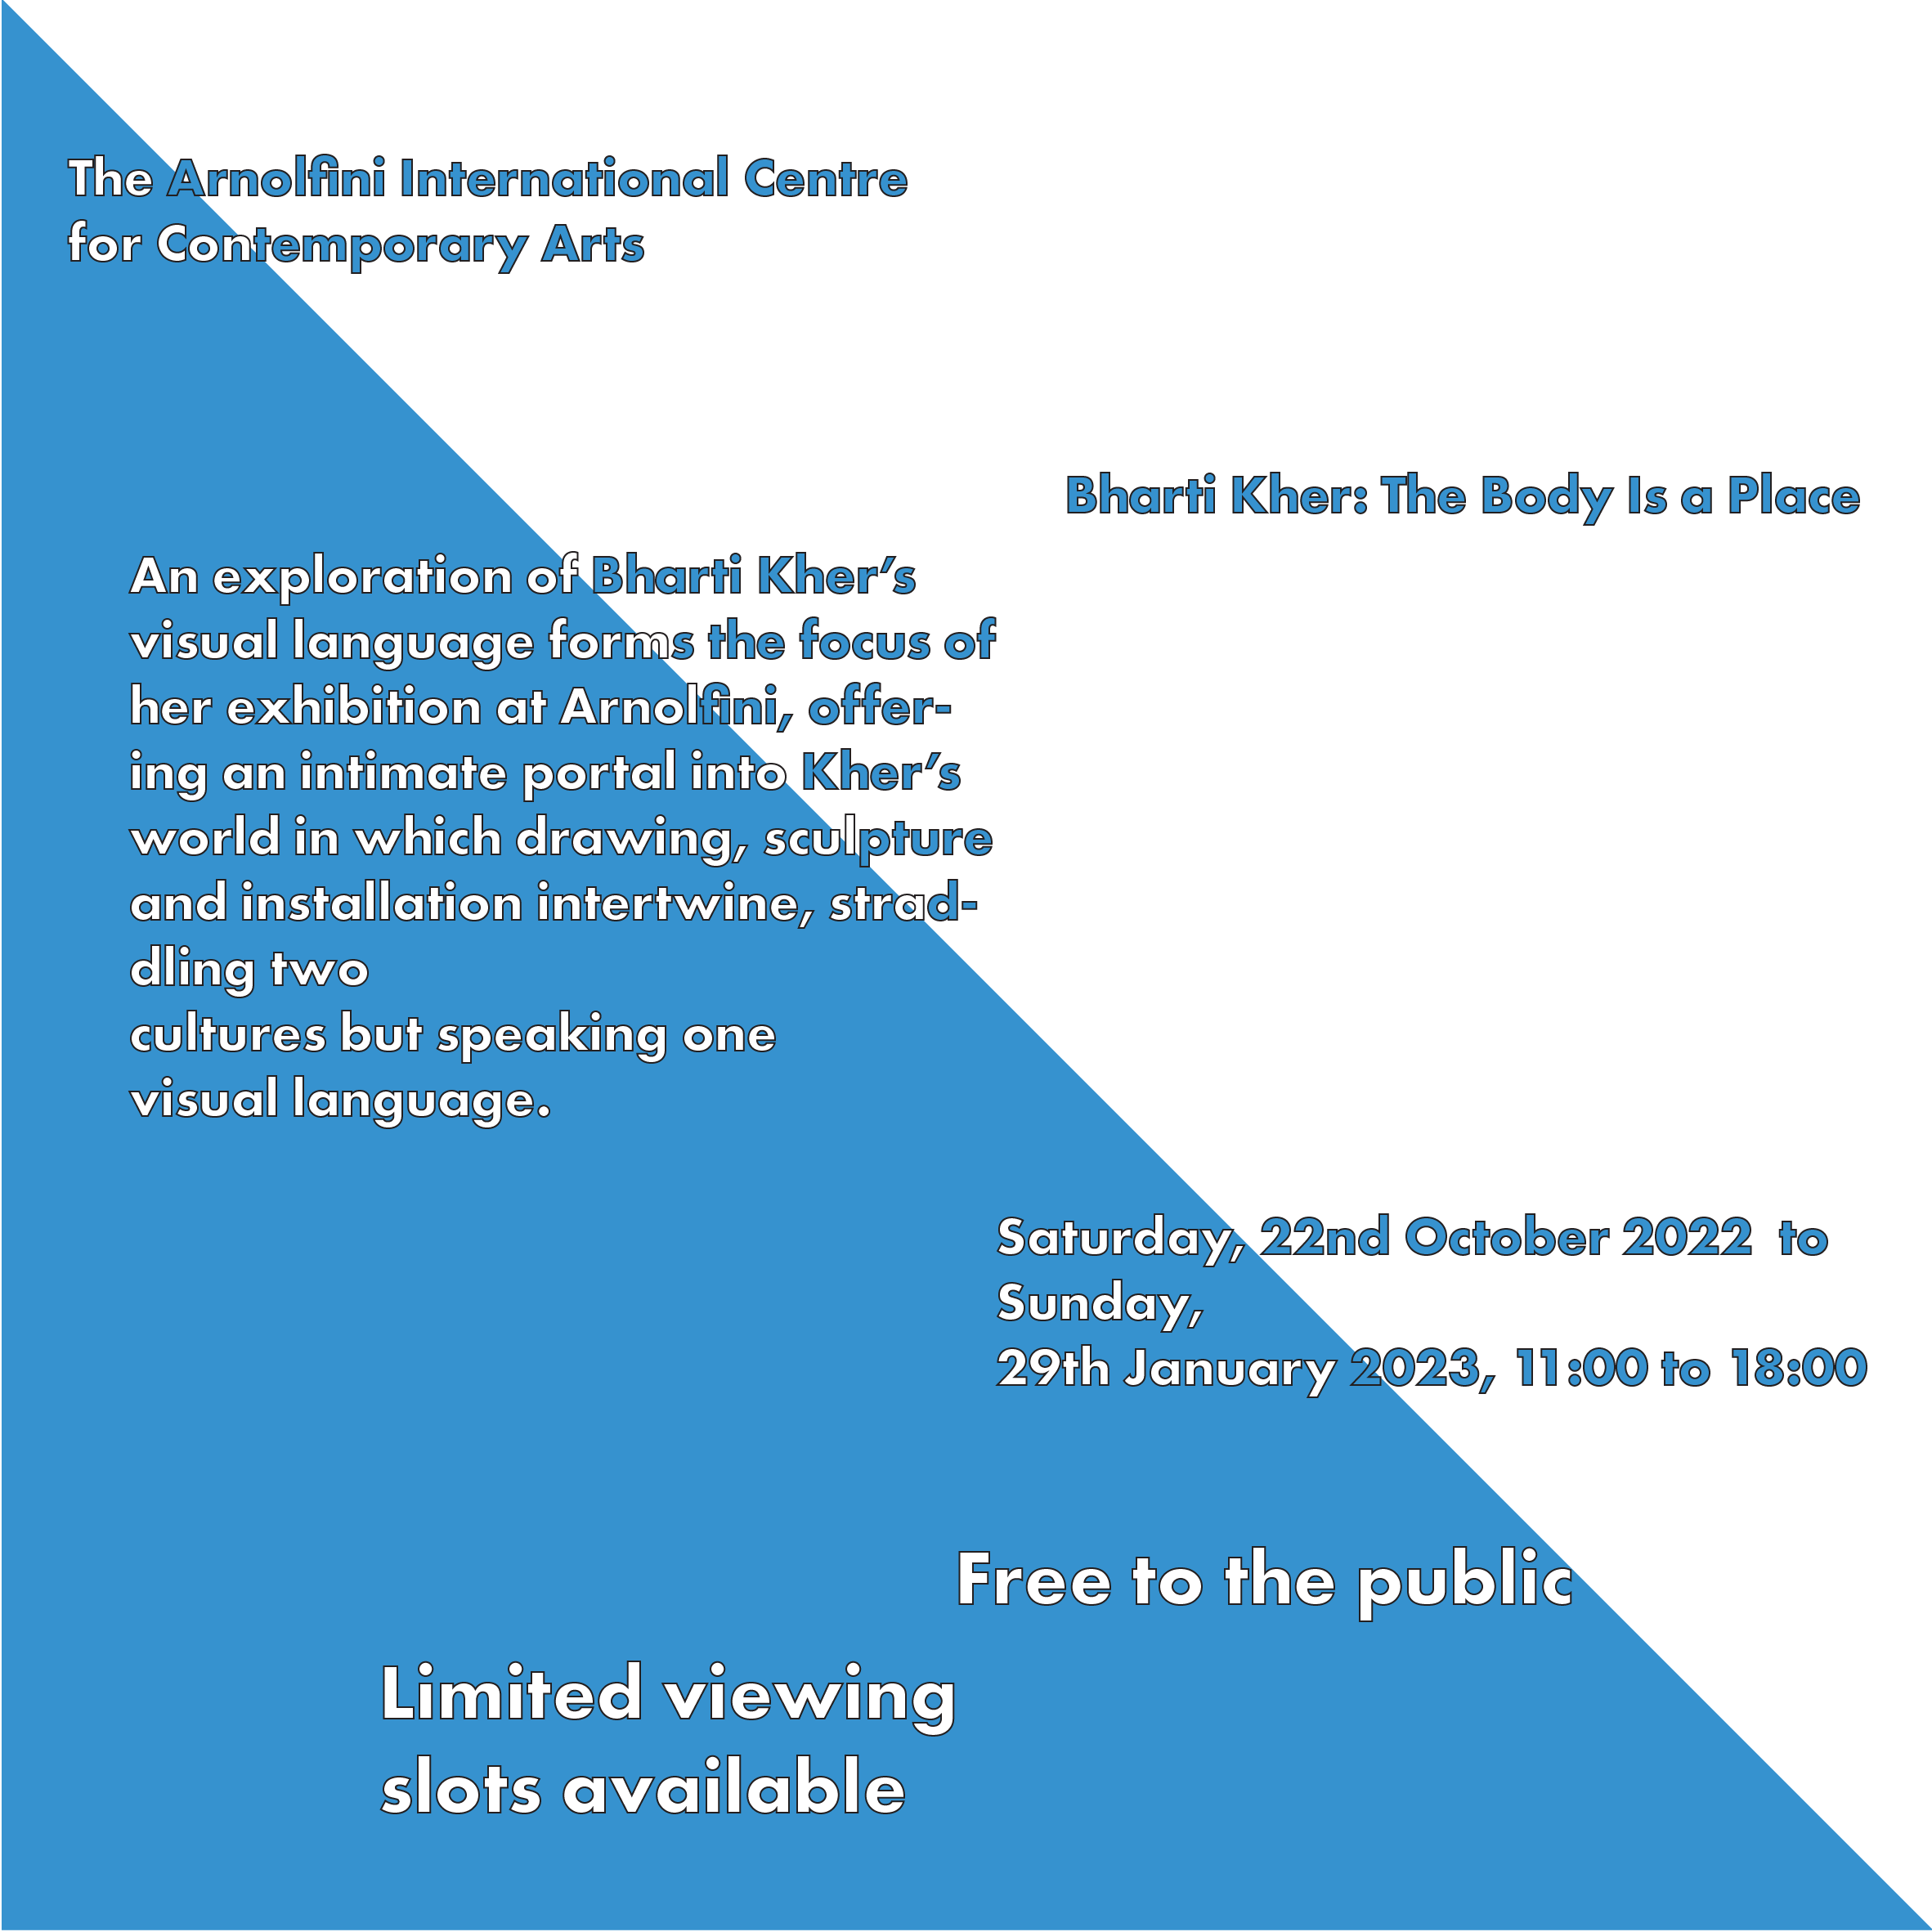 The Arnolfini International Centre
for Contemporary Arts
Bharti Kher: The Body Is a Place
An exploration of Bharti Kher’s
visual language forms the focus of
her exhibition at Arnolfini, offer-
ing an intimate portal into Kher’s
world in which drawing, sculpture
and installation intertwine, strad-
dling two
cultures but speaking one
visual language.
Saturday, 22nd October 2022  to
Sunday,
29th January 2023, 11:00 to 18:00
Free to the public
Limited viewing
slots available